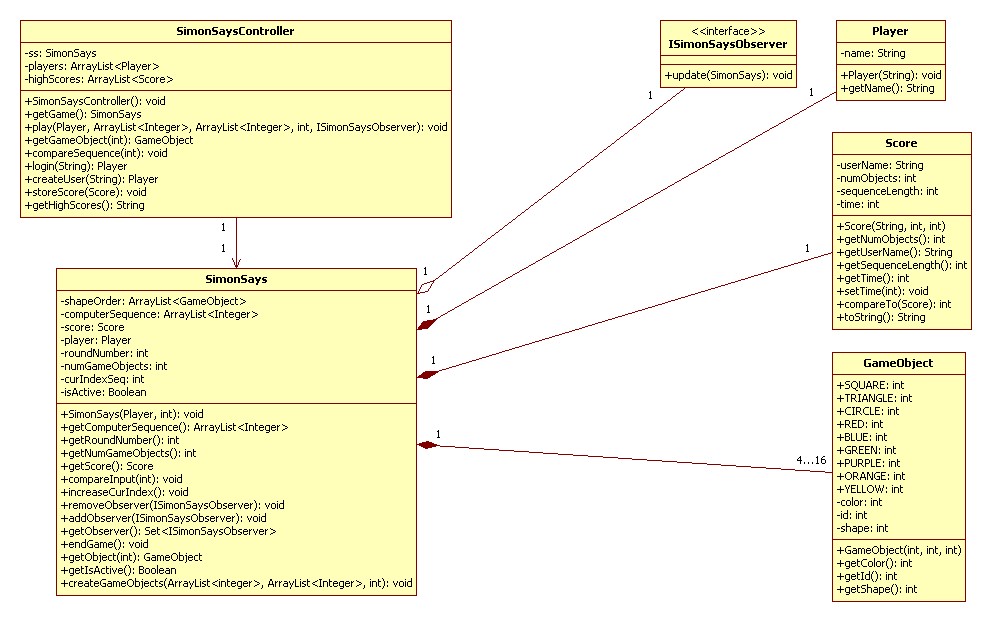 SimonSaysController
-ss: SimonSays
-players: ArrayList<Player>
-highScores: ArrayList<Score>
+SimonSaysController(): void
+getGame(): SimonSays
+play(Player, ArrayList<Integer>, ArrayList<Integer>, int, ISimonSaysObserver): void
+getGameObject(int): GameObject
+compareSequence(int): void
+login(String): Player
+createUser(String): Player
+storeScore(Score): void
+getHighScores(): String
<<interface>>
ISimonSaysObserver
+update(SimonSays): void
Player
-name: String
+Player(String): void
+getName(): String
Score
-userName: String
-numObjects: int
-sequenceLength: int
-time: int
+Score(String, int, int)
+getNumObjects(): int
+getUserName(): String
+getSequenceLength(): int
+getTime(): int
+setTime(int): void
+compareTo(Score): int
+toString(): String
1
1
1
1
1
1
1
1
1
4...16
SimonSays
-shapeOrder: ArrayList<GameObject>
-computerSequence: ArrayList<Integer>
-score: Score
-player: Player
-roundNumber: int
-numGameObjects: int
-curIndexSeq: int
-isActive: Boolean
+SimonSays(Player, int): void
+getComputerSequence(): ArrayList<Integer>
+getRoundNumber(): int
+getNumGameObjects(): int
+getScore(): Score
+compareInput(int): void
+increaseCurIndex(): void
+removeObserver(ISimonSaysObserver): void
+addObserver(ISimonSaysObserver): void
+getObserver(): Set<ISimonSaysObserver>
+endGame(): void
+getObject(int): GameObject
+getIsActive(): Boolean
+createGameObjects(ArrayList<integer>, ArrayList<Integer>, int): void
GameObject
+SQUARE: int
+TRIANGLE: int
+CIRCLE: int
+RED: int
+BLUE: int
+GREEN: int
+PURPLE: int
+ORANGE: int
+YELLOW: int
-color: int
-id: int
-shape: int
+GameObject(int, int, int)
+getColor(): int
+getId(): int
+getShape(): int